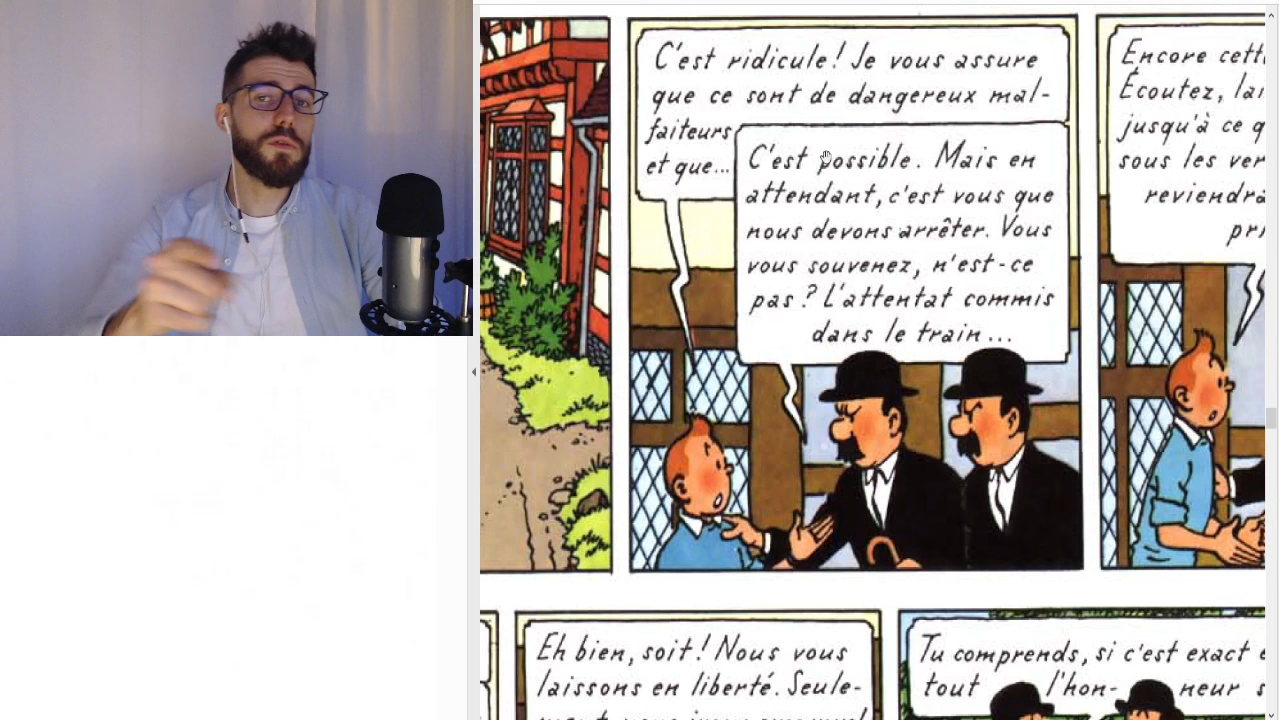 C'est ridicule! Je vous assure
que ce sont de dangereux mal-
faiteurs
et que...
C'est possible. Mais en
attendant, c'est vous que
nous devons arrêter. Vous
vous souvenez, n'est-ce
pas? L'attentat commis
dans le train...
Encore cett
Écoutez, lai
jusqu'à ce q
sous les ver
reviendra
pri
Eh bien, soit! Nous vous
laissons en liberté. Seule-
Tu comprends, si c'est exact
tout l'hon- neur s